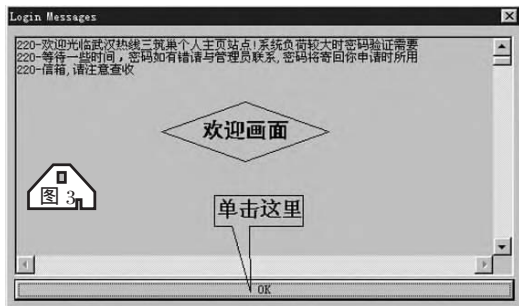 Login Messages
220-欢迎光临武汉热线三筑巢个人主页站点!系统负荷较大时密码验证需要
220-等待一些时间，密码如有错请与管理员联系,密码将寄回你申请时所用
220-信箱,请注意查收
欢迎画面
图 3
单击这里
OK